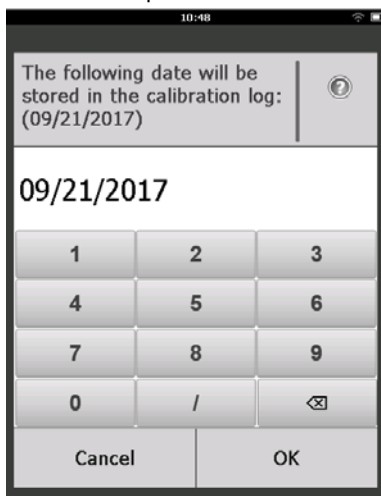 10:48
The following date will be
stored in the calibration log:
(09/21/2017)
?
09/21/2017
1 2 3
4 5 6
7 8 9
0 /
Cancel OK